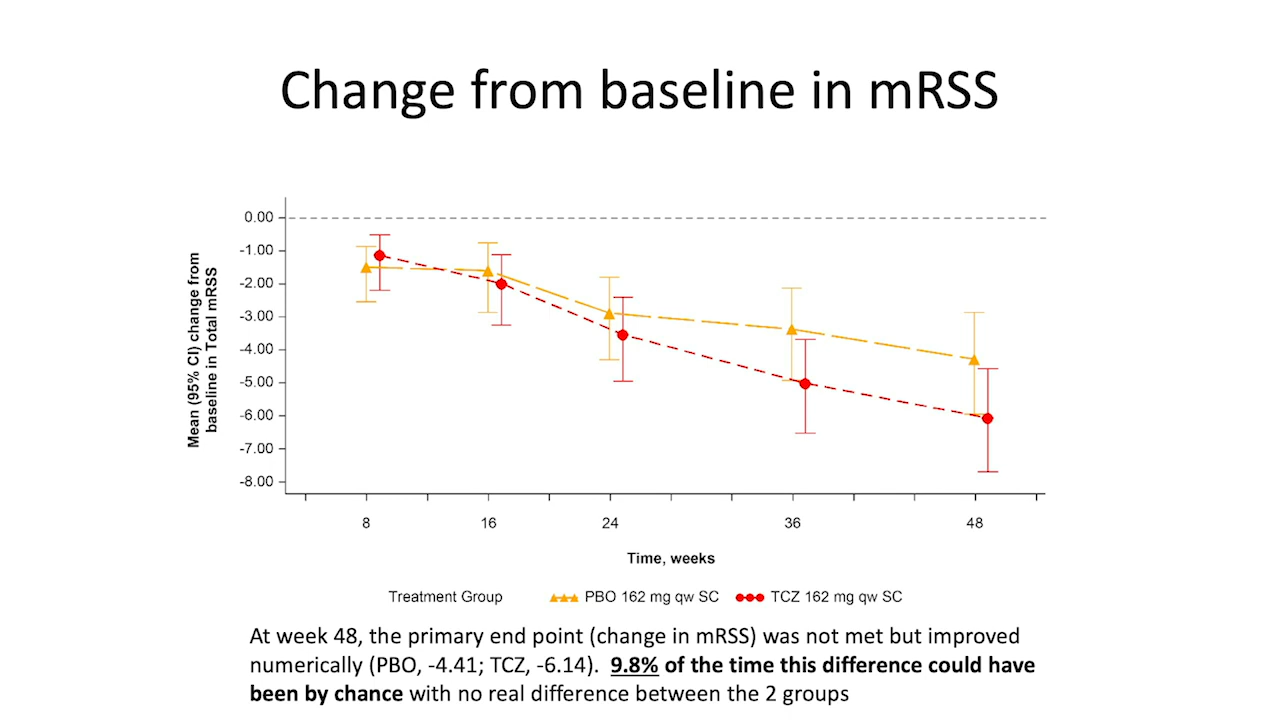 Change from baseline in mRSS
Mean (95% CI) change from
baseline in Total mRSS
0.00
-1.00
-2.00
-3.00
-4.00
-5.00
-6.00
-7.00
-8.00
8 16 24 36 48
Time, weeks
Treatment Group PBO 162 mg qw SC TCZ 162 mg qw SC
At week 48, the primary end point (change in mRSS) was not met but improved
numerically (PBO, -4.41; TCZ, -6.14). 9.8% of the time this difference could have
been by chance with no real difference between the 2 groups